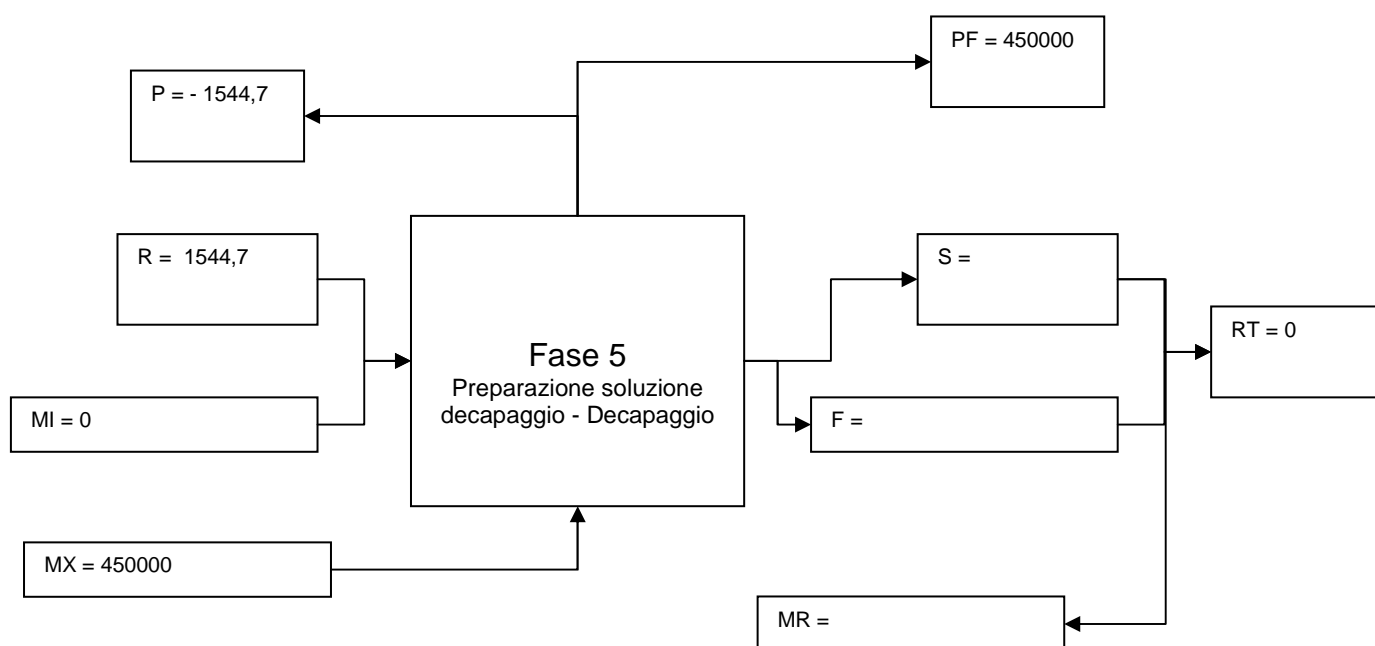 PF = 450000
P = - 1544,7
R = 1544,7
S =
RT = 0
Fase 5
Preparazione soluzione
decapaggio - Decapaggio
MI = 0
F =
MX = 450000
MR =